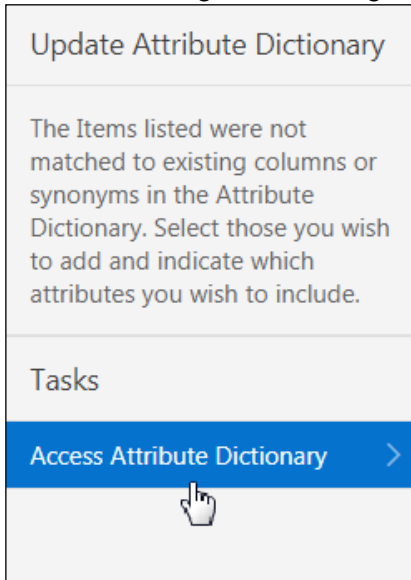 Update Attribute Dictionary
The Items listed were not
matched to existing columns or
synonyms in the Attribute
Dictionary. Select those you wish
to add and indicate which
attributes you wish to include.
Tasks
Access Attribute Dictionary